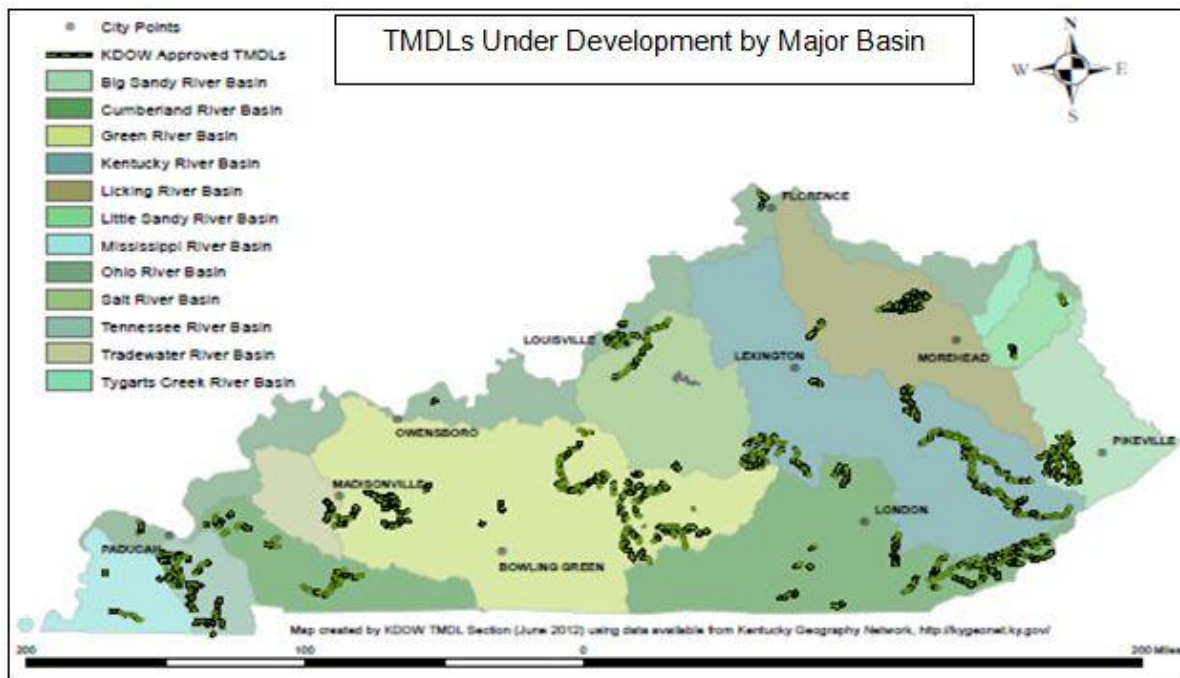 TMDLs Under Development by Major Basin
City Points
KDOW Approved TMDLs
Big Sandy River Basin
Cumberland River Basin
Green River Basin
Kentucky River Basin
Licking River Basin
Little Sandy River Basin
Mississippi River Basin
Ohio River Basin
Salt River Basin
Tennessee River Basin
Tradewater River Basin
Tygarts Creek River Basin
N
W E
S
FLORENCE
LOUISVILLE
LEXINGTON
MOREHEAD
OWENSBORO
PIKEVILLE
MADISONVILLE
LONDON
PADUCAH
BOWLING GREEN
Map created by KDOW TMDL Section (June 2012) using data available from Kentucky Geography Network, http://kygeonet.ky.gov/
200 100 0 200 Miles